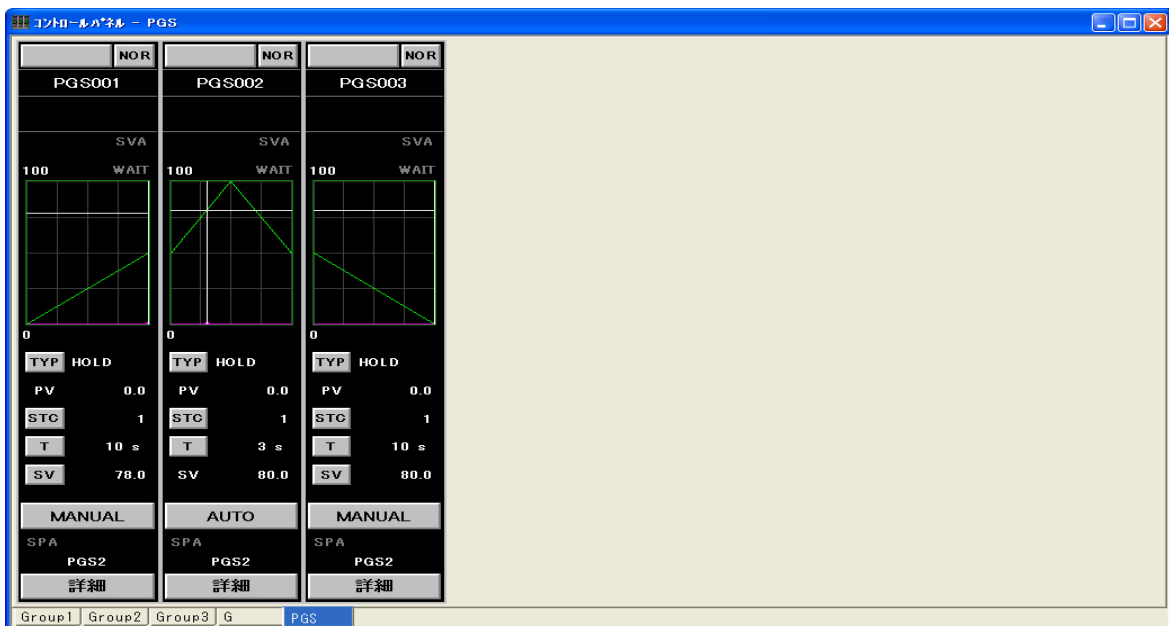 コントロールパネル - PGS
NOR NOR NOR
PGS001 PGS002 PGS003
SVA SVA SVA
100 WAIT 100 WAIT 100 WAIT
0 0 0
TYP HOLD TYP HOLD TYP HOLD
PV 0.0 PV 0.0 PV 0.0
STC 1 STC 1 STC 1
T 10 s T 3 s T 10 s
SV 78.0 SV 80.0 SV 80.0
MANUAL AUTO MANUAL
SPA SPA SPA
PGS2 PGS2 PGS2
詳細 詳細 詳細
Group1 Group2 Group3 G PGS